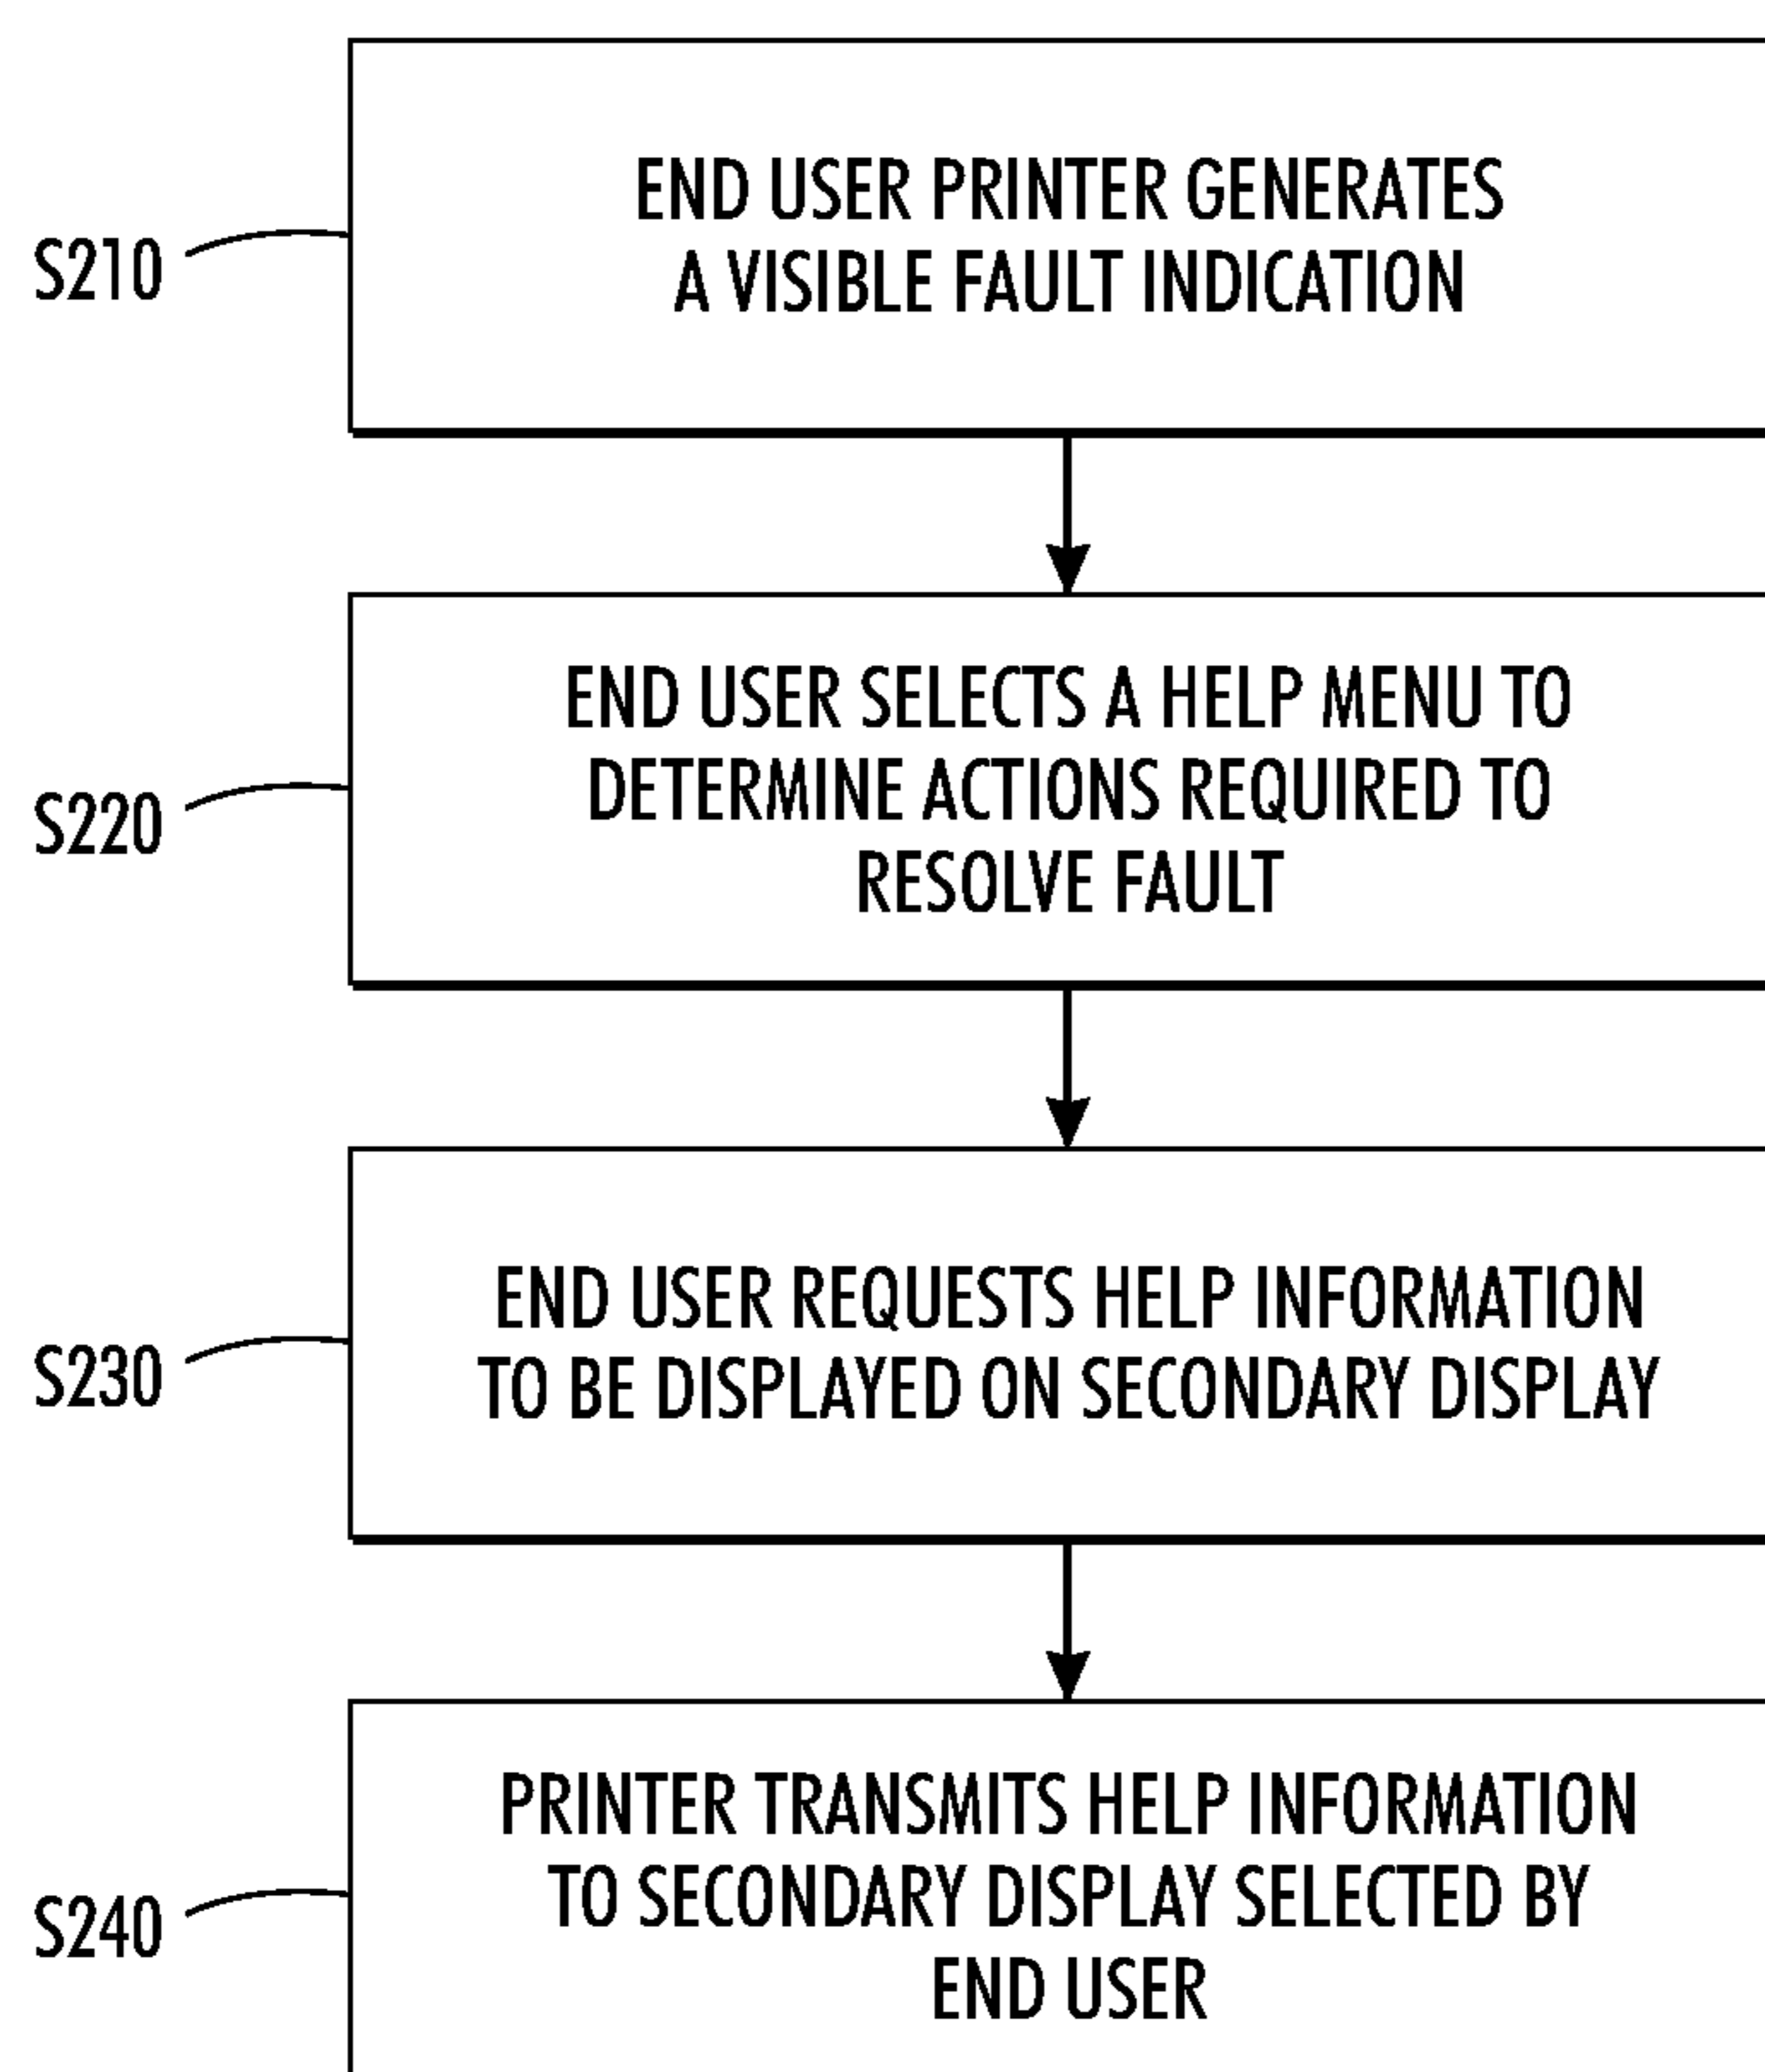 END USER PRINTER GENERATES
A VISIBLE FAULT INDICATION
S210
END USER SELECTS A HELP MENU TO
DETERMINE ACTIONS REQUIRED TO
RESOLVE FAULT
S220
END USER REQUESTS HELP INFORMATION
TO BE DISPLAYED ON SECONDARY DISPLAY
S230
PRINTER TRANSMITS HELP INFORMATION
TO SECONDARY DISPLAY SELECTED BY
END USER
S240